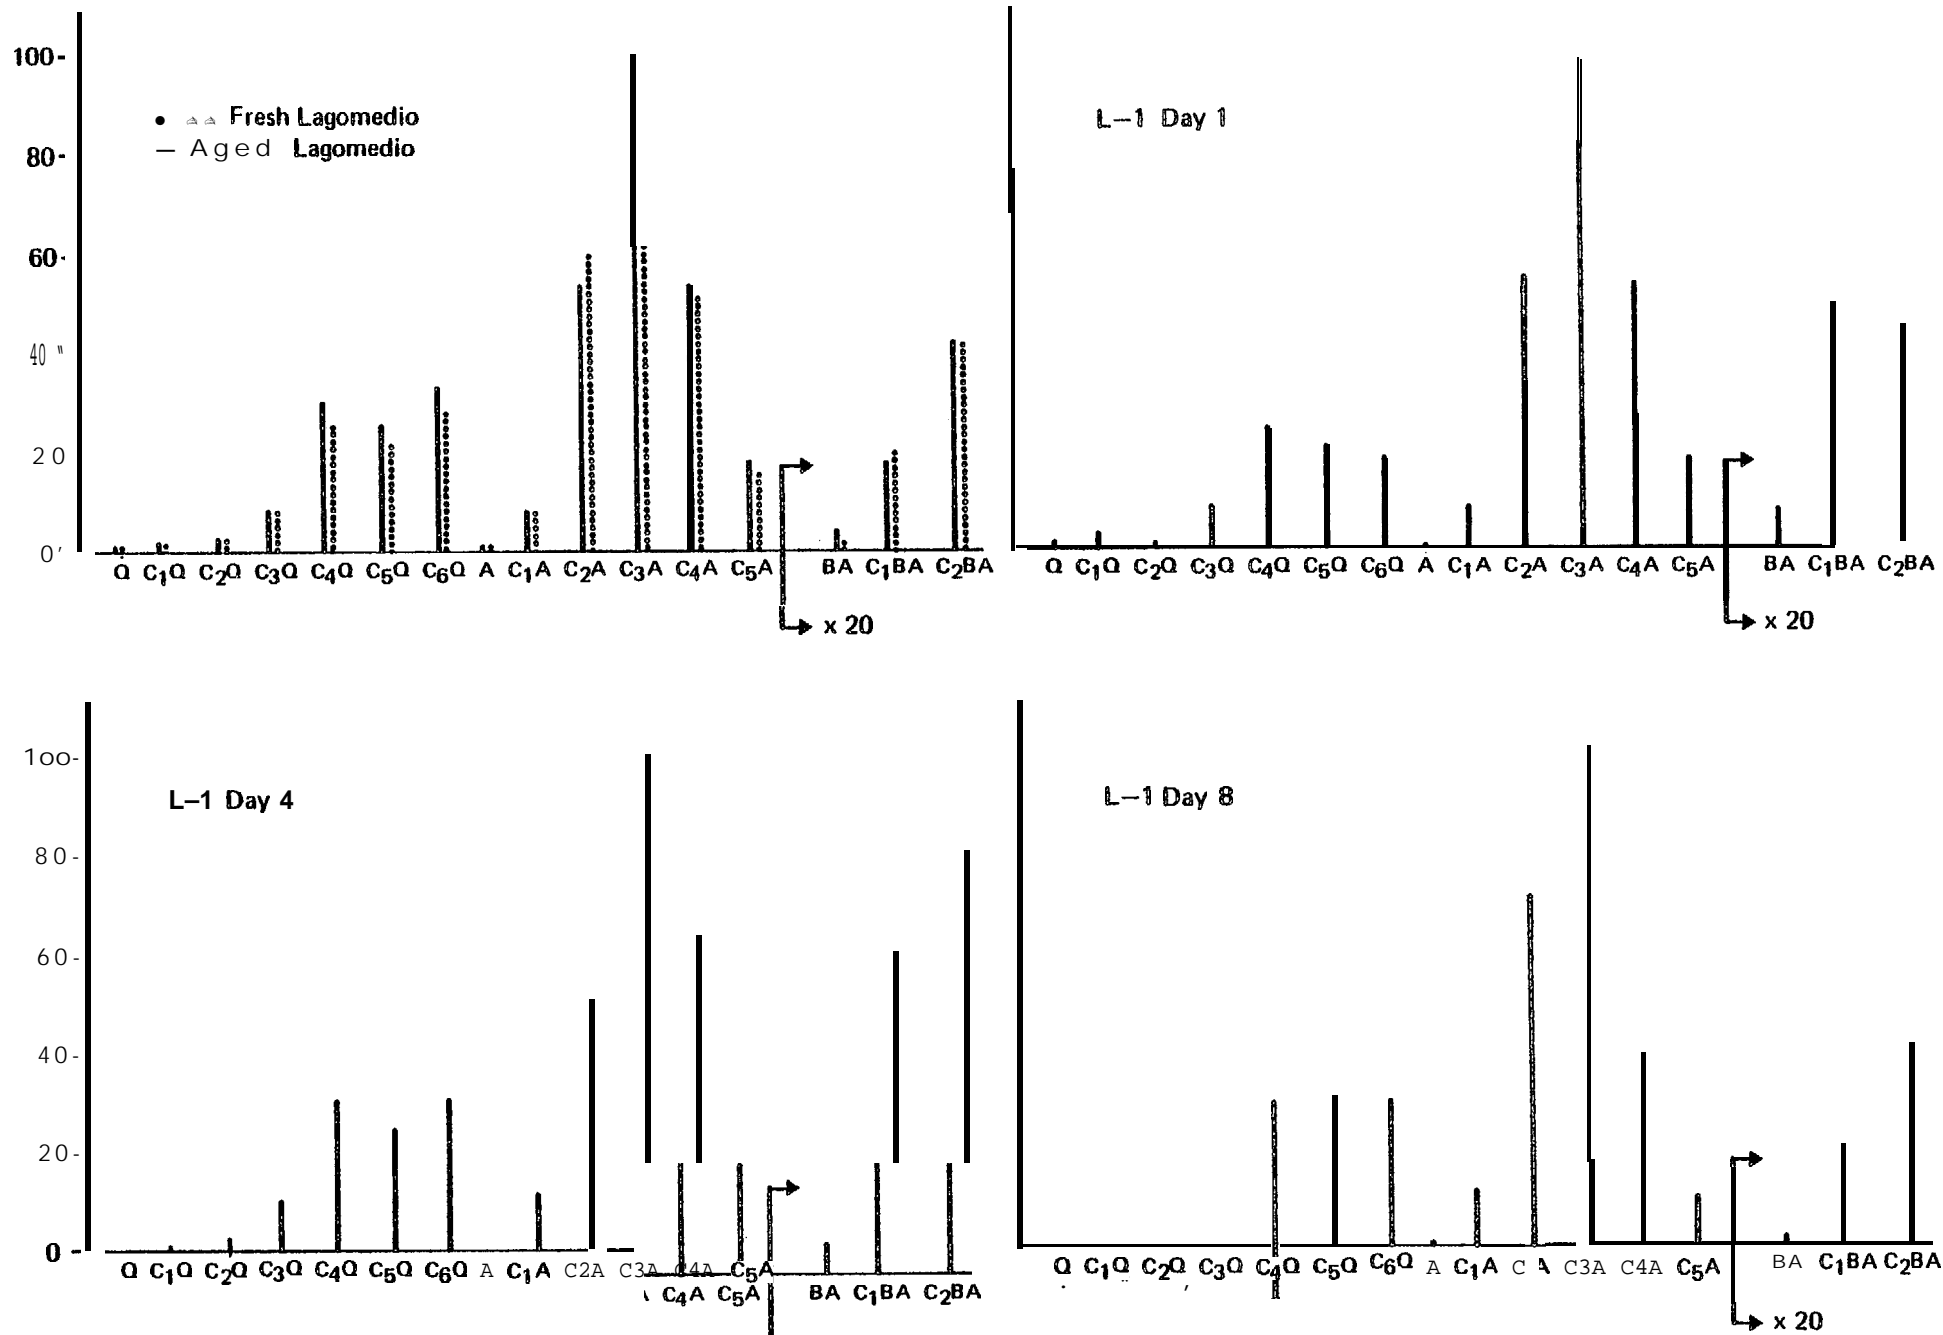 100-
• ▵▵ Fresh Lagomedio
— Aged Lagomedio
80-
60-
40 "
20
0'
Q C1Q C2Q C3Q C4Q C5Q C6Q A C1A C2A C3A C4A C5A BA C1BA C2BA
x 20
L–1 Day 1
Q C1Q C2Q C3Q C4Q C5Q C6Q A C1A C2A C3A C4A C5A BA C1BA C2BA
x 20
100-
L–1 Day 4
80-
60-
40-
20-
0 -
Q C1Q C2Q C3Q C4Q C5Q C6Q A C1A C2A C3A C4A C5A
C4A C5A BA C1BA C2BA
L–1 Day 8
Q C1Q C2Q C3Q C4Q C5Q C6Q A C1A C A C3A C4A C5A BA C1BA C2BA
x 20